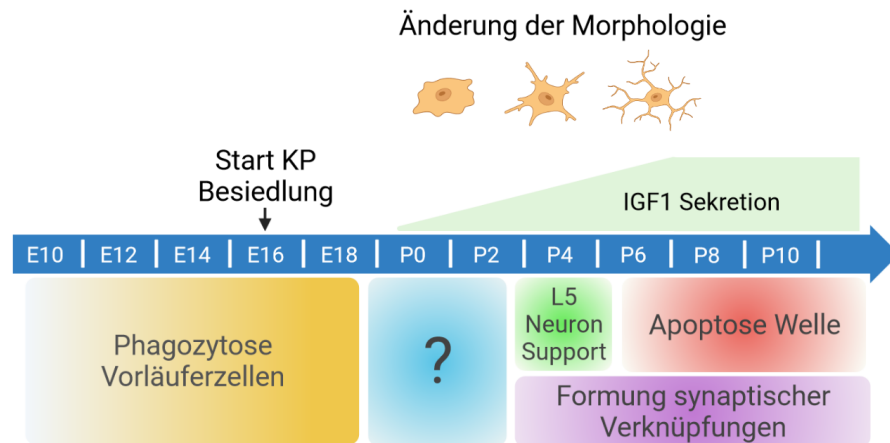 Änderung der Morphologie
Start KP
Besiedlung
IGF1 Sekretion
E10 | E12 | E14 | E16 | E18 | P0 | P2 | P4 | P6 | P8 | P10 |
Phagozytose
Vorläuferzellen
?
L5
Neuron
Support
Apoptose Welle
Formung synaptischer
Verknüpfungen